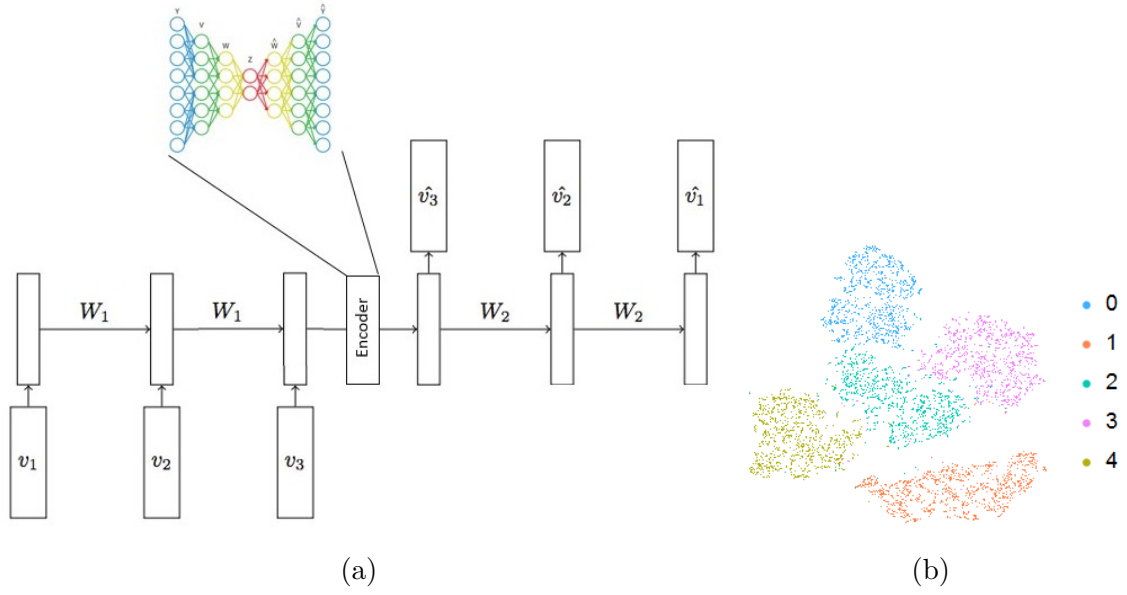 Y V W Z Ŵ V̂ Ŷ
v̂₃ v̂₂ v̂₁
W₁ W₁ Encoder W₂ W₂
v₁ v₂ v₃
0
1
2
3
4
(a) (b)